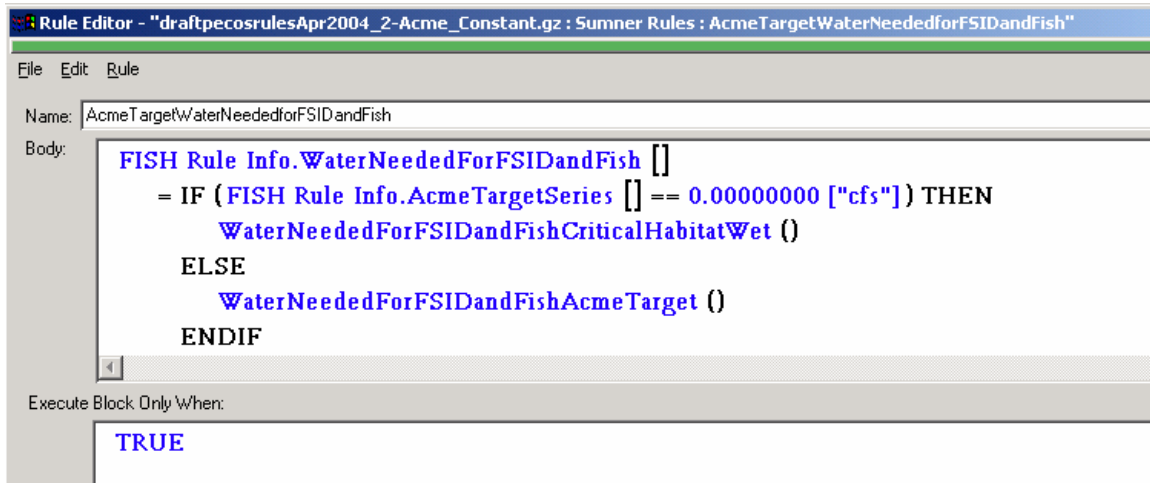 Rule Editor - "draftpecosrulesApr2004_2-Acme_Constant.gz : Sumner Rules : AcmeTargetWaterNeededforFSIDandFish"
File Edit Rule
Name: AcmeTargetWaterNeededforFSIDandFish
Body:
FISH Rule Info.WaterNeededForFSIDandFish []
= IF (FISH Rule Info.AcmeTargetSeries [] == 0.00000000 ["cfs"]) THEN
WaterNeededForFSIDandFishCriticalHabitatWet ()
ELSE
WaterNeededForFSIDandFishAcmeTarget ()
ENDIF
Execute Block Only When:
TRUE